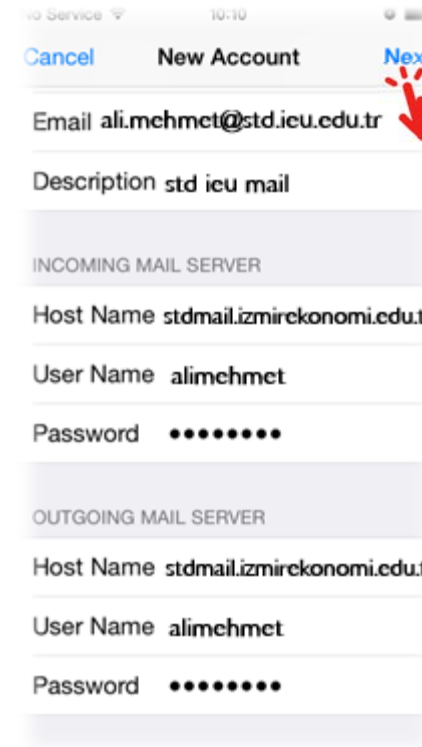 No Service 10:10
Cancel New Account Nex
Email ali.mehmet@std.ieu.edu.tr
Description std ieu mail
INCOMING MAIL SERVER
Host Name stdmail.izmirekonomi.edu.t
User Name alimehmet
Password ••••••••
OUTGOING MAIL SERVER
Host Name stdmail.izmirekonomi.edu.t
User Name alimehmet
Password ••••••••